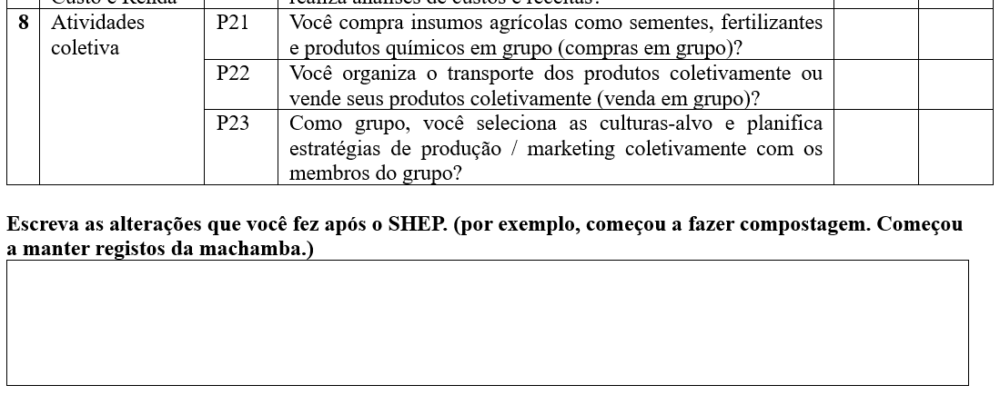 Custo e Renda realiza análises de custos e receitas?
8 Atividades P21 Você compra insumos agrícolas como sementes, fertilizantes
coletiva e produtos químicos em grupo (compras em grupo)?
P22 Você organiza o transporte dos produtos coletivamente ou
vende seus produtos coletivamente (venda em grupo)?
P23 Como grupo, você seleciona as culturas-alvo e planifica
estratégias de produção / marketing coletivamente com os
membros do grupo?
Escreva as alterações que você fez após o SHEP. (por exemplo, começou a fazer compostagem. Começou
a manter registos da machamba.)